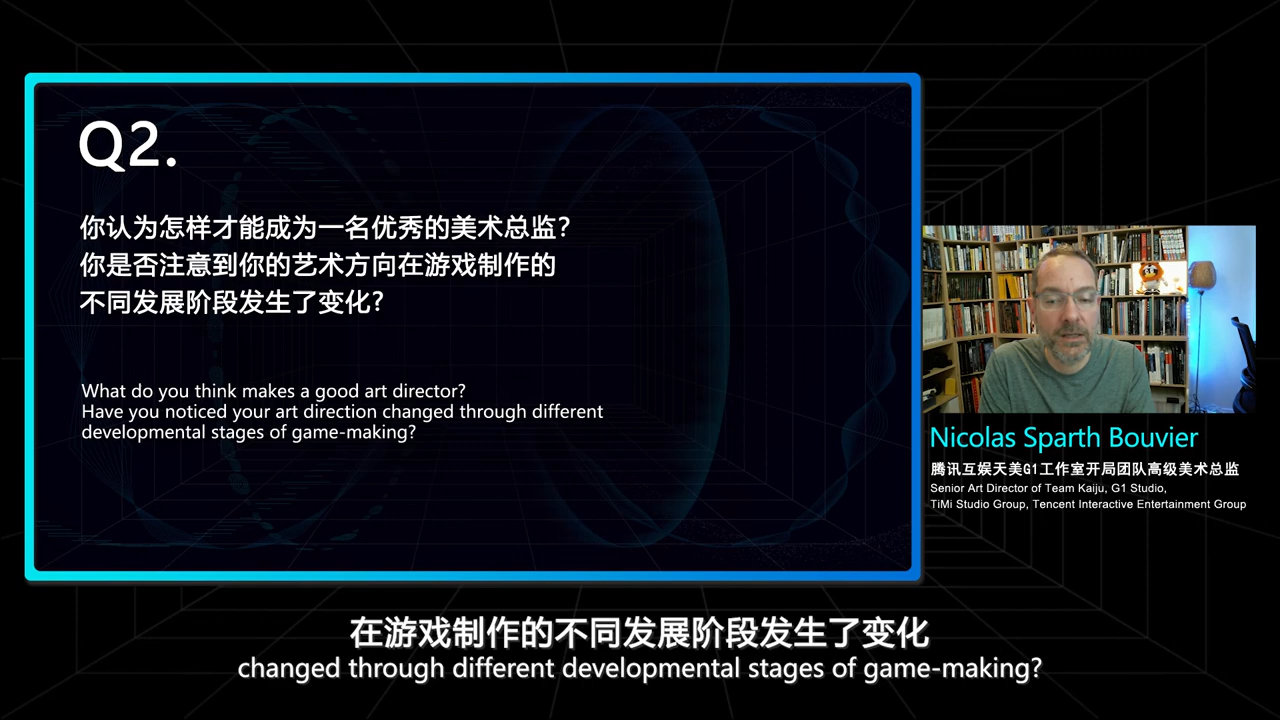 Q2.
你认为怎样才能成为一名优秀的美术总监?
你是否注意到你的艺术方向在游戏制作的
不同发展阶段发生了变化?
What do you think makes a good art director?
Have you noticed your art direction changed through different
developmental stages of game-making?
Nicolas Sparth Bouvier
腾讯互娱天美G1工作室开局团队高级美术总监
Senior Art Director of Team Kaiju, G1 Studio,
TiMi Studio Group, Tencent Interactive Entertainment Group
在游戏制作的不同发展阶段发生了变化
changed through different developmental stages of game-making?